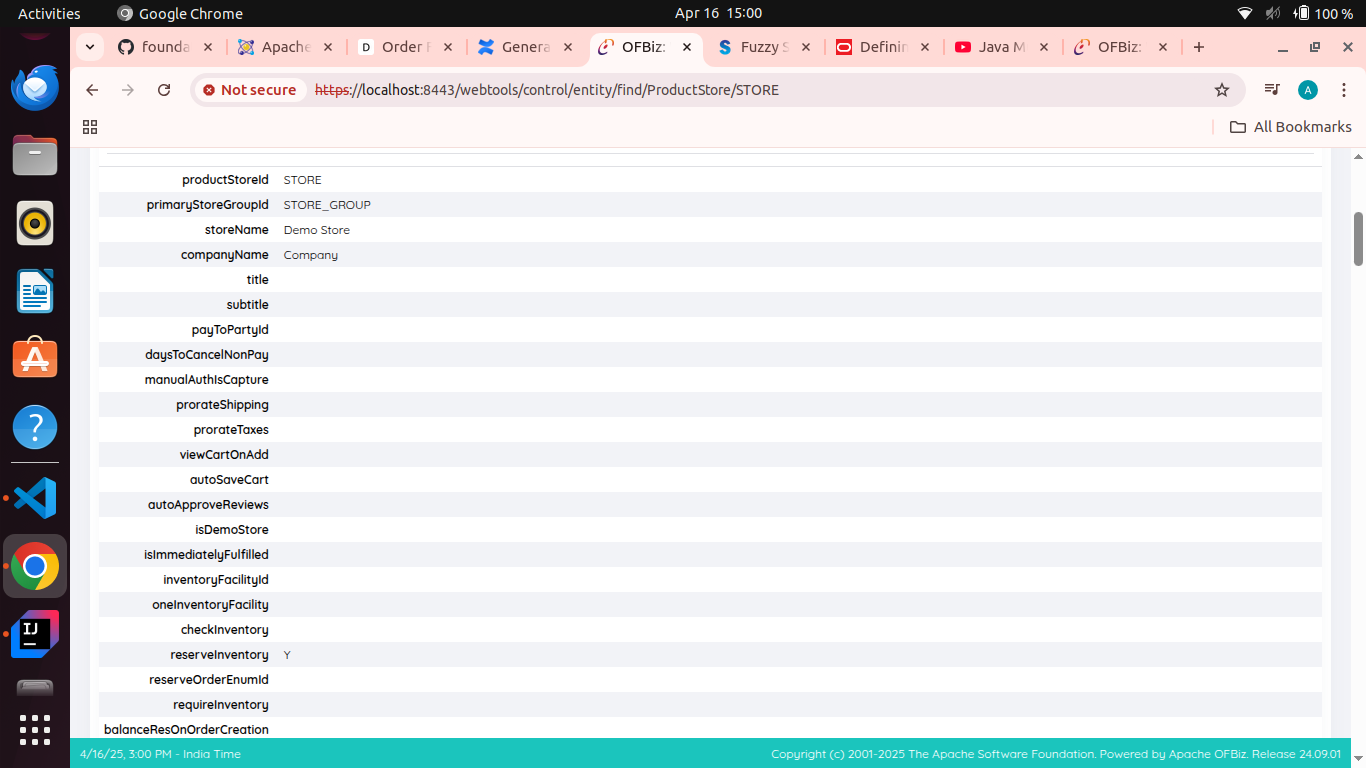 Activities Google Chrome Apr 16 15:00 100 %
founda Apache Order F Genera OFBiz: Fuzzy S Definin Java M OFBiz:
Not secure https://localhost:8443/webtools/control/entity/find/ProductStore/STORE A
All Bookmarks
productStoreId STORE
primaryStoreGroupId STORE_GROUP
storeName Demo Store
companyName Company
title
subtitle
payToPartyId
daysToCancelNonPay
manualAuthIsCapture
prorateShipping
prorateTaxes
viewCartOnAdd
autoSaveCart
autoApproveReviews
isDemoStore
isImmediatelyFulfilled
inventoryFacilityId
oneInventoryFacility
checkInventory
reserveInventory Y
reserveOrderEnumId
requireInventory
balanceResOnOrderCreation
4/16/25, 3:00 PM - India Time Copyright (c) 2001-2025 The Apache Software Foundation. Powered by Apache OFBiz. Release 24.09.01